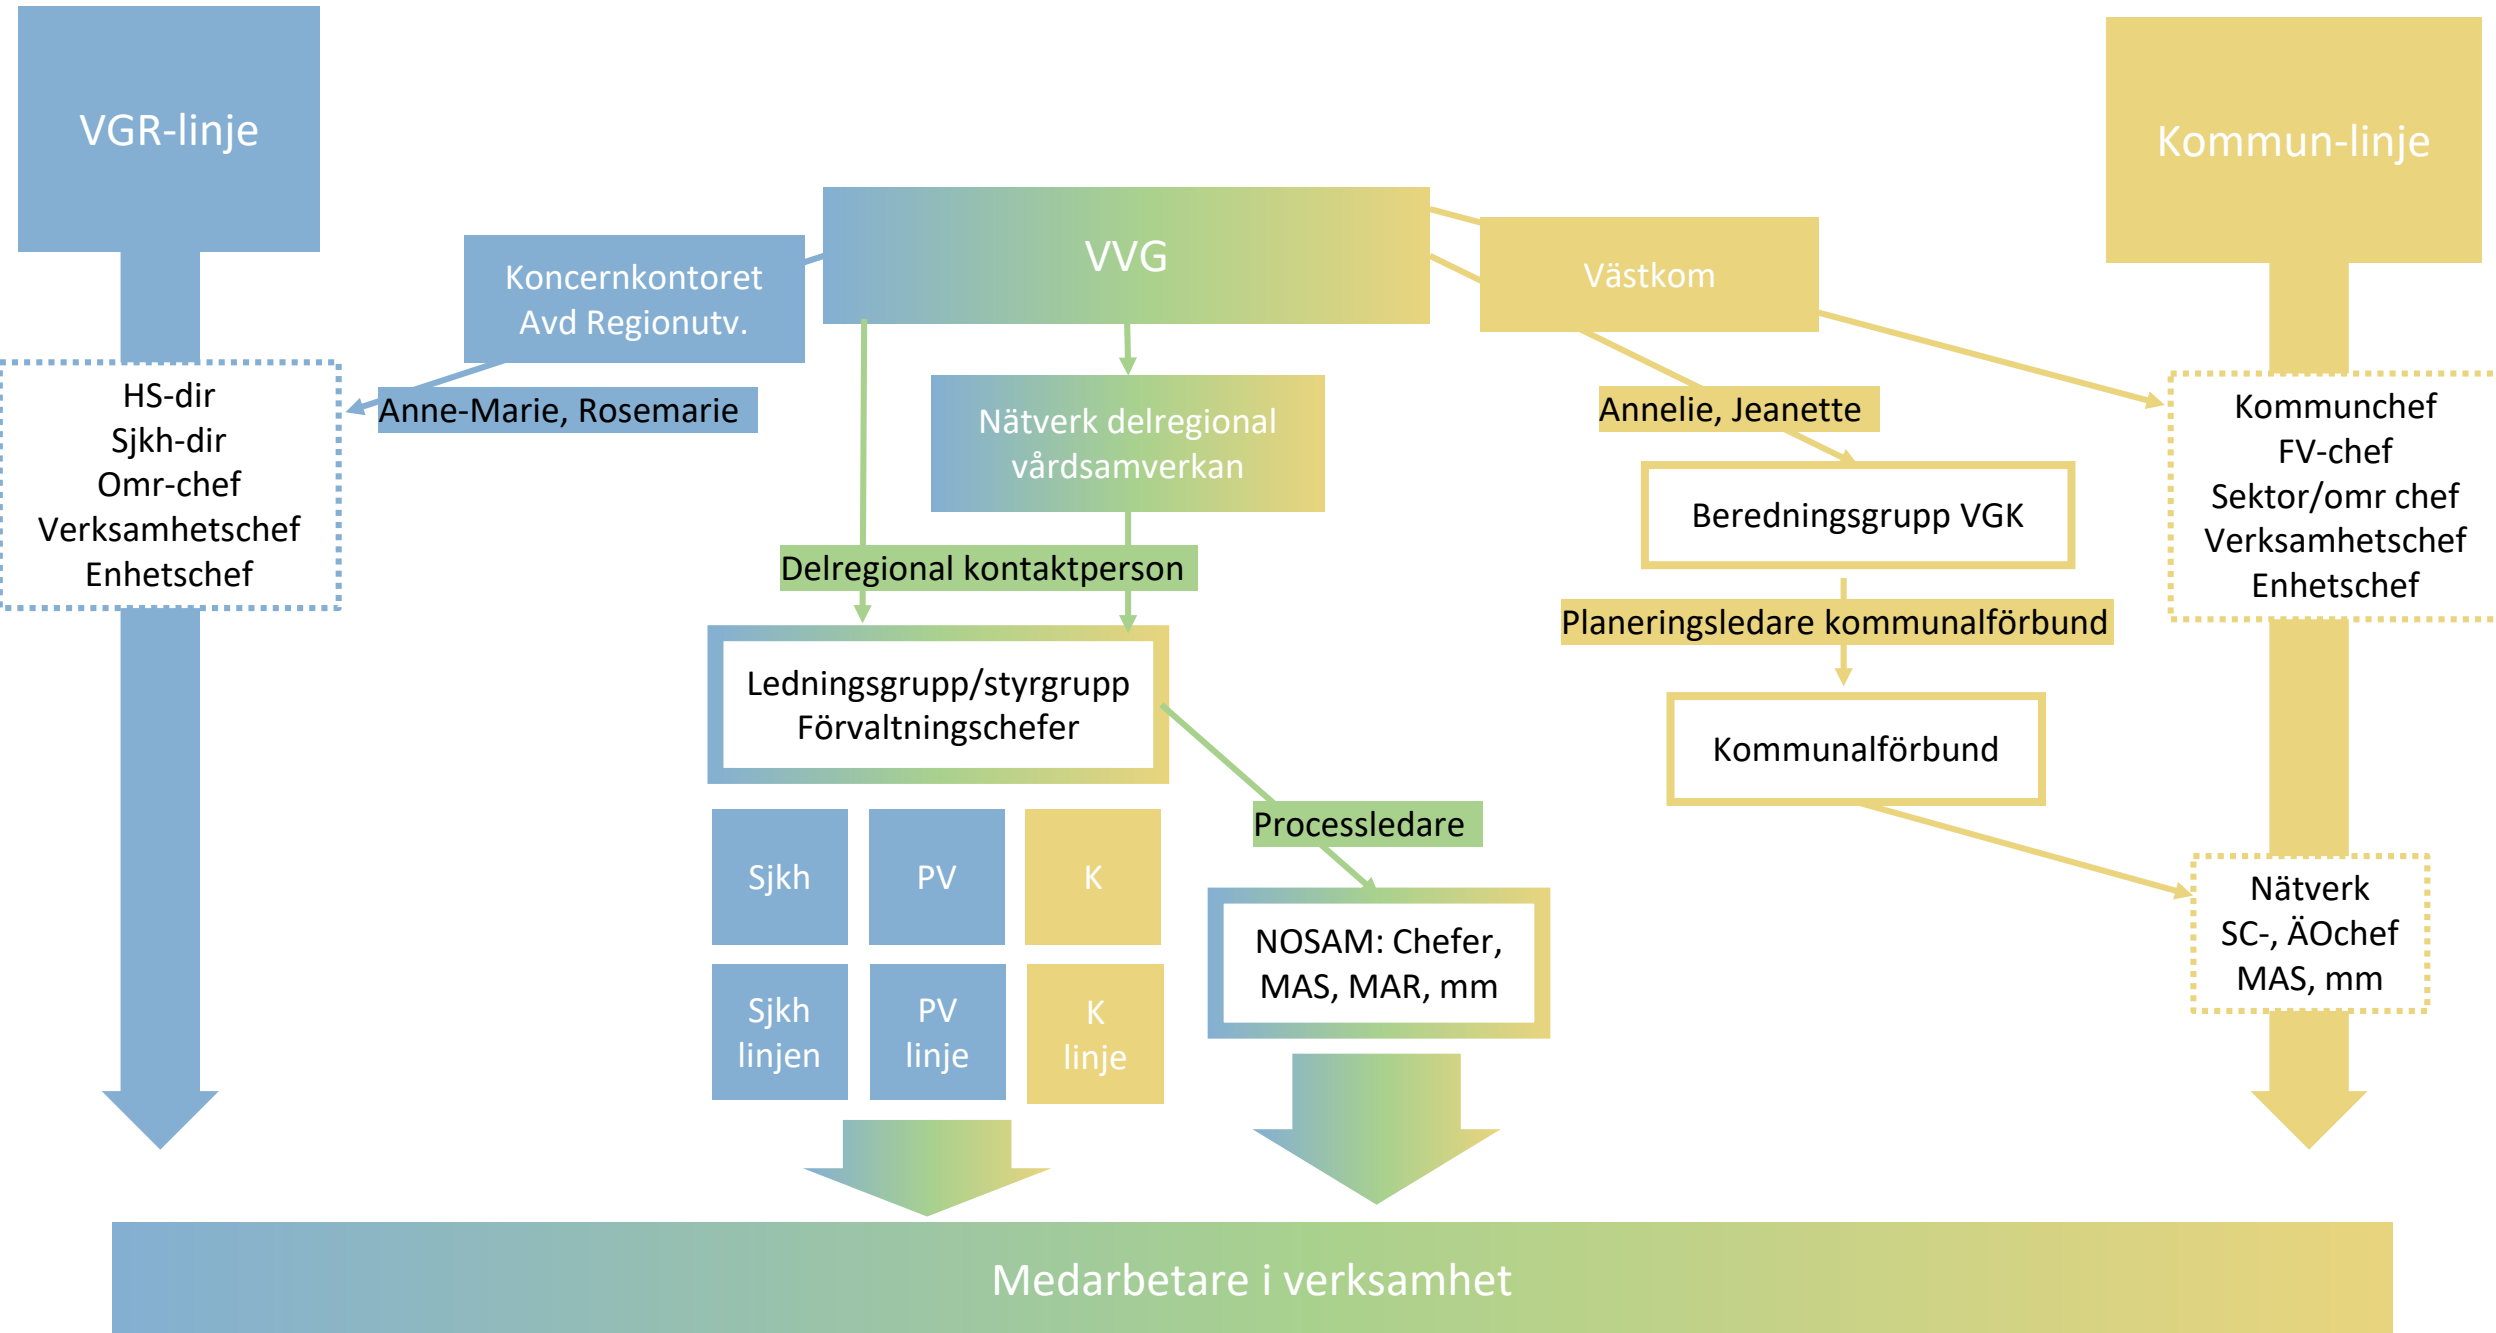 VGR-linje
Kommun-linje
VVG
Koncernkontoret
Avd Regionutv.
Västkom
HS-dir
Sjkh-dir
Omr-chef
Verksamhetschef
Enhetschef
Anne-Marie, Rosemarie
Nätverk delregional
vårdsamverkan
Annelie, Jeanette
Kommunchef
FV-chef
Sektor/omr chef
Verksamhetschef
Enhetschef
Beredningsgrupp VGK
Delregional kontaktperson
Planeringsledare kommunalförbund
Ledningsgrupp/styrgrupp
Förvaltningschefer
Kommunalförbund
Processledare
Sjkh
PV
K
Nätverk
SC-, ÄOchef
MAS, mm
NOSAM: Chefer,
MAS, MAR, mm
Sjkh
linjen
PV
linje
K
linje
Medarbetare i verksamhet